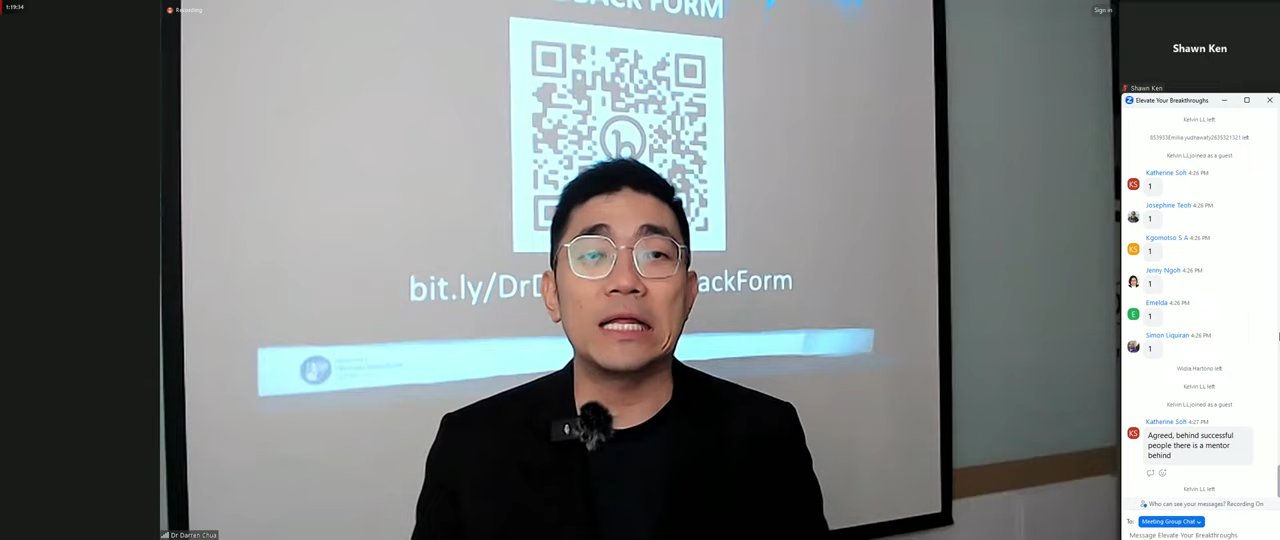 1:19:34
Recording
Sign in
BACK FORM
bit.ly/DrD
ackForm
Dr Darren Chua
Shawn Ken
Shawn Ken
Elevate Your Breakthroughs
Kelvin LL left
Kelvin LL joined as a guest
Katherine Soh 4:26 PM
KS
1
Josephine Teoh 4:26 PM
1
Kgomotso S A 4:26 PM
KS
1
Jenny Ngoh 4:26 PM
1
Emelda 4:26 PM
E
1
Simon Liquiran 4:26 PM
1
Widia Hartono left
Kelvin LL left
Kelvin LL joined as a guest
Katherine Soh 4:27 PM
KS
Agreed, behind successful
people there is a mentor
behind
Kelvin LL left
Who can see your messages? Recording On
To: Meeting Group Chat
Message Elevate Your Breakthroughs